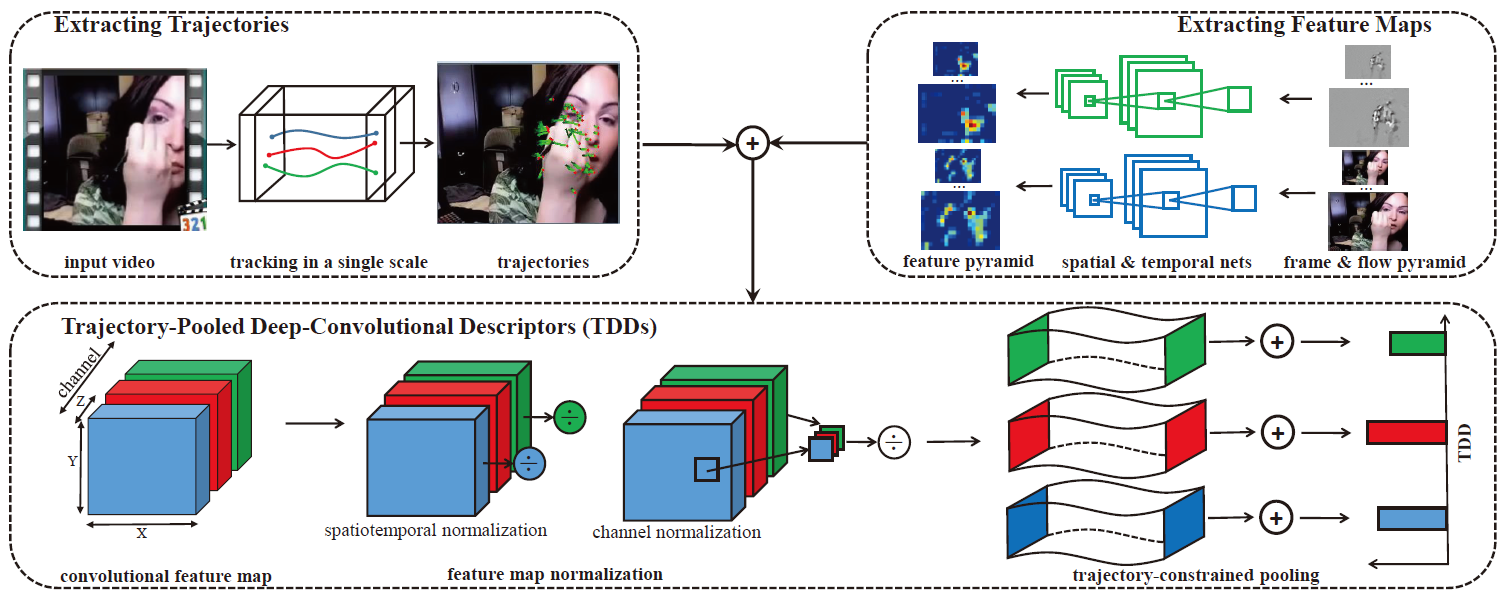 Extracting Trajectories
321
input video
tracking in a single scale
trajectories
Extracting Feature Maps
...
...
...
...
feature pyramid
spatial & temporal nets
frame & flow pyramid
+
Trajectory-Pooled Deep-Convolutional Descriptors (TDDs)
channel
Z
Y
X
convolutional feature map
÷
÷
spatiotemporal normalization
÷
channel normalization
feature map normalization
+
+
+
trajectory-constrained pooling
TDD